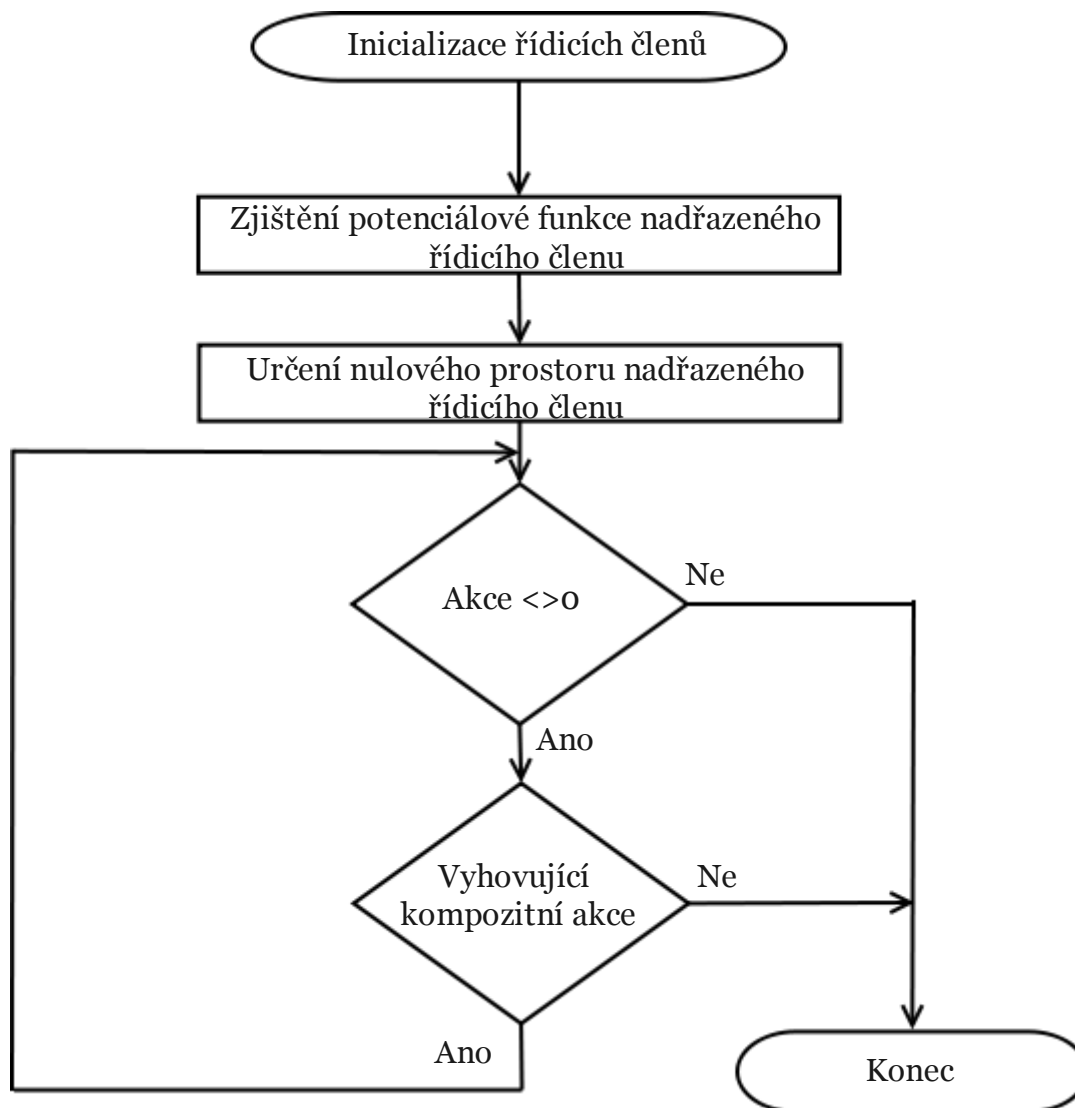 Inicializace řídicích členů
Zjištění potenciálové funkce nadřazeného
řídicího členu
Určení nulového prostoru nadřazeného
řídicího členu
Akce <>0
Ne
Ano
Vyhovující
kompozitní akce
Ne
Ano
Konec